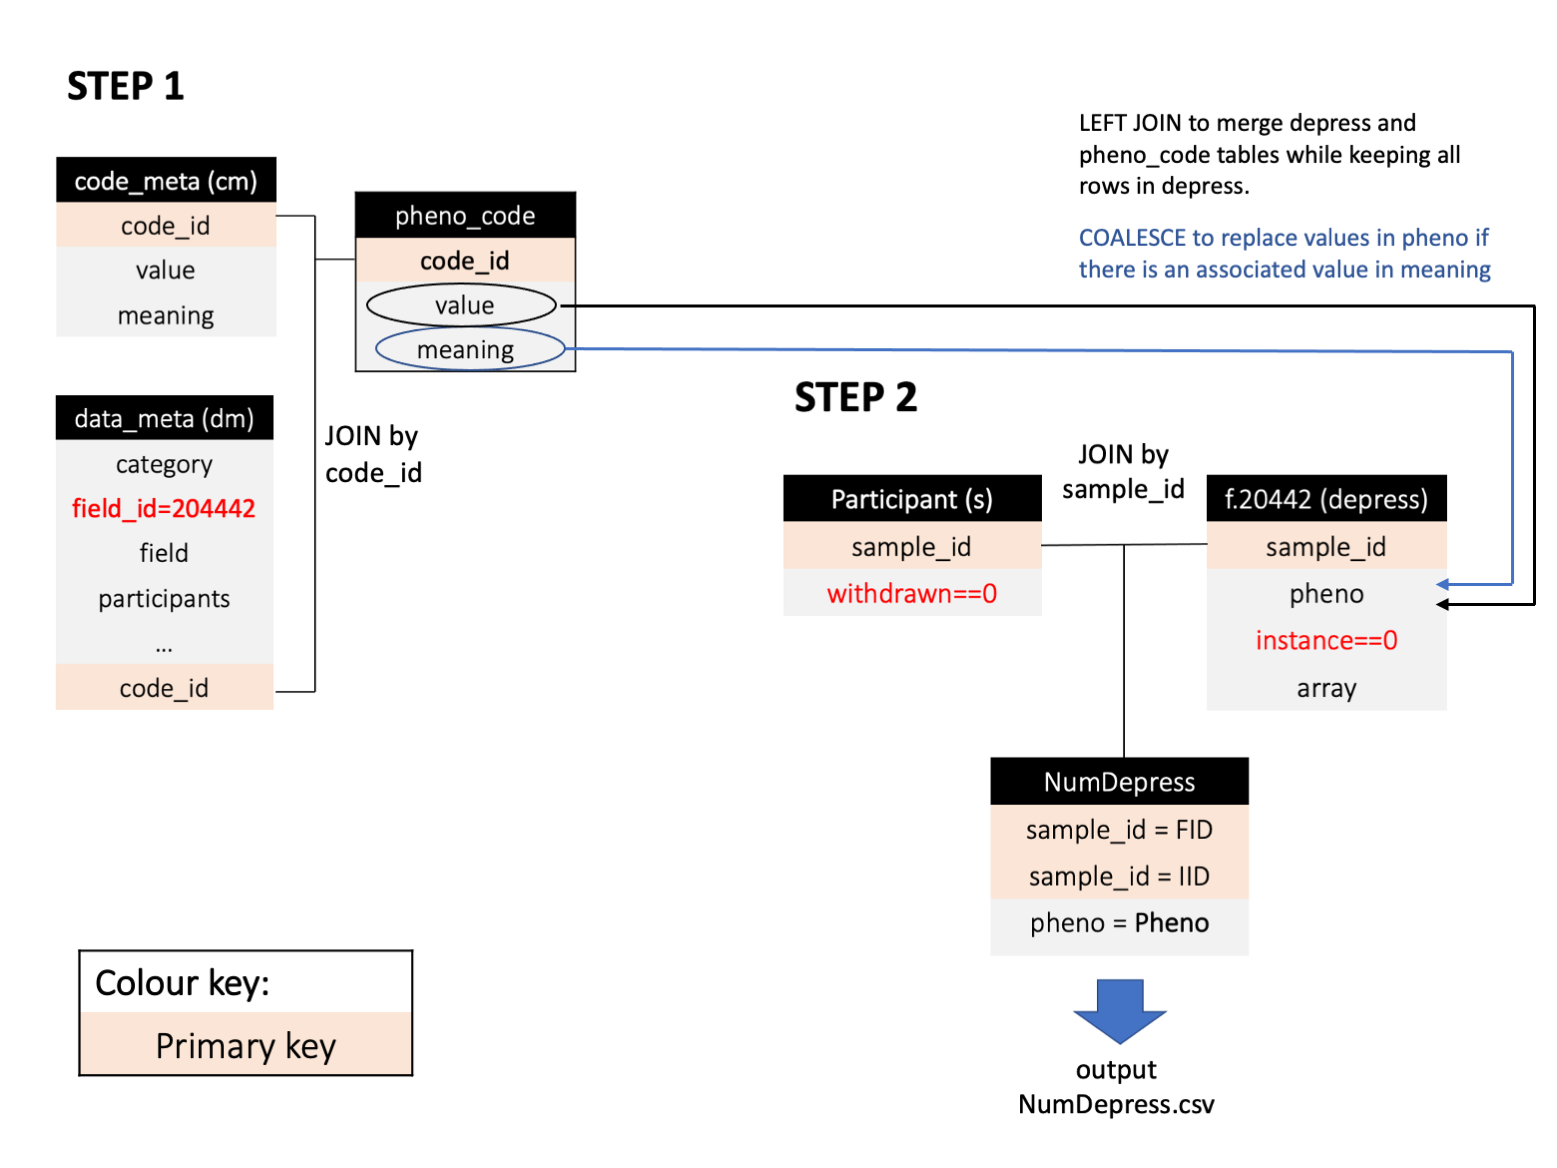 STEP 1
code_meta (cm)
code_id
value
meaning
pheno_code
code_id
value
meaning
data_meta (dm)
category
field_id=204442
field
participants
...
code_id
JOIN by
code_id
LEFT JOIN to merge depress and
pheno_code tables while keeping all
rows in depress.
COALESCE to replace values in pheno if
there is an associated value in meaning
STEP 2
JOIN by
sample_id
Participant (s)
sample_id
withdrawn==0
f.20442 (depress)
sample_id
pheno
instance==0
array
NumDepress
sample_id = FID
sample_id = IID
pheno = Pheno
output
NumDepress.csv
Colour key:
Primary key